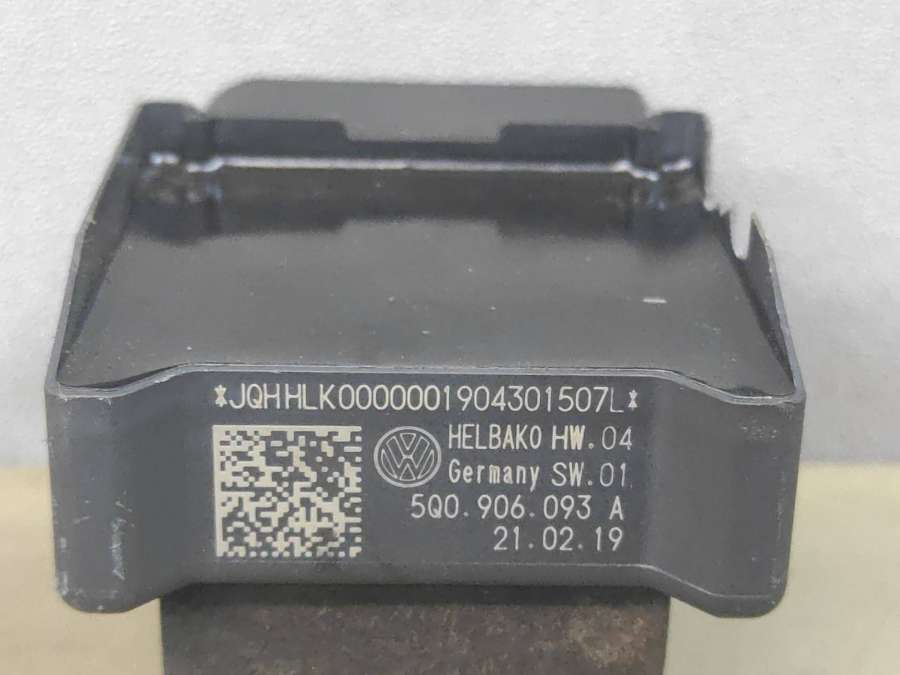 *JQHHLK0000001904301507L*
HELBAKO HW.04
Germany SW.01
5Q0.906.093 A
21.02.19